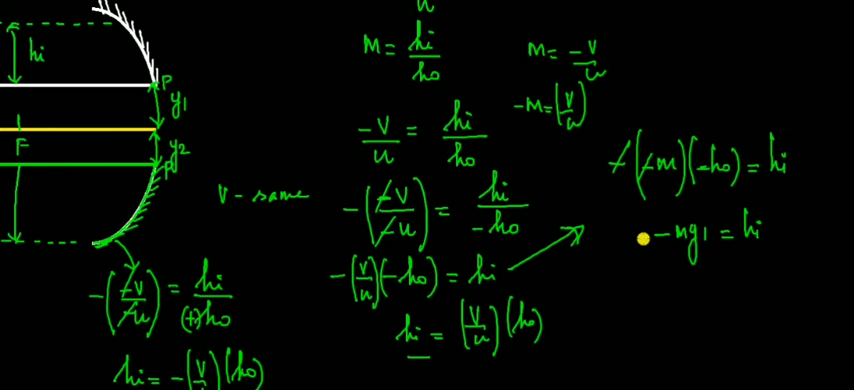 u
hi
M = hi/ho
M = -v/u
-M = (v/u)
P
y1
F
y2
P
-v/u = hi/ho
+(+m)(-ho) = hi
v - same
-(+v/+u) = hi/-ho
-my1 = hi
-(v/u)(-ho) = hi
-(+v/+u) = hi/(+)ho
hi = (v/u)(ho)
hi = -(v/u)(ho)